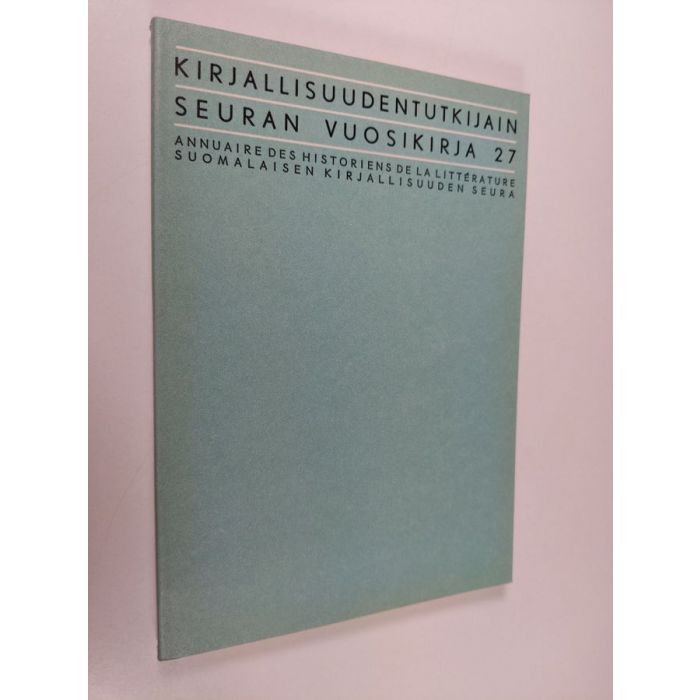 KIRJALLISUUDENTUTKIJAIN
SEURAN VUOSIKIRJA 27
ANNUAIRE DES HISTORIENS DE LA LITTÉRATURE
SUOMALAISEN KIRJALLISUUDEN SEURA